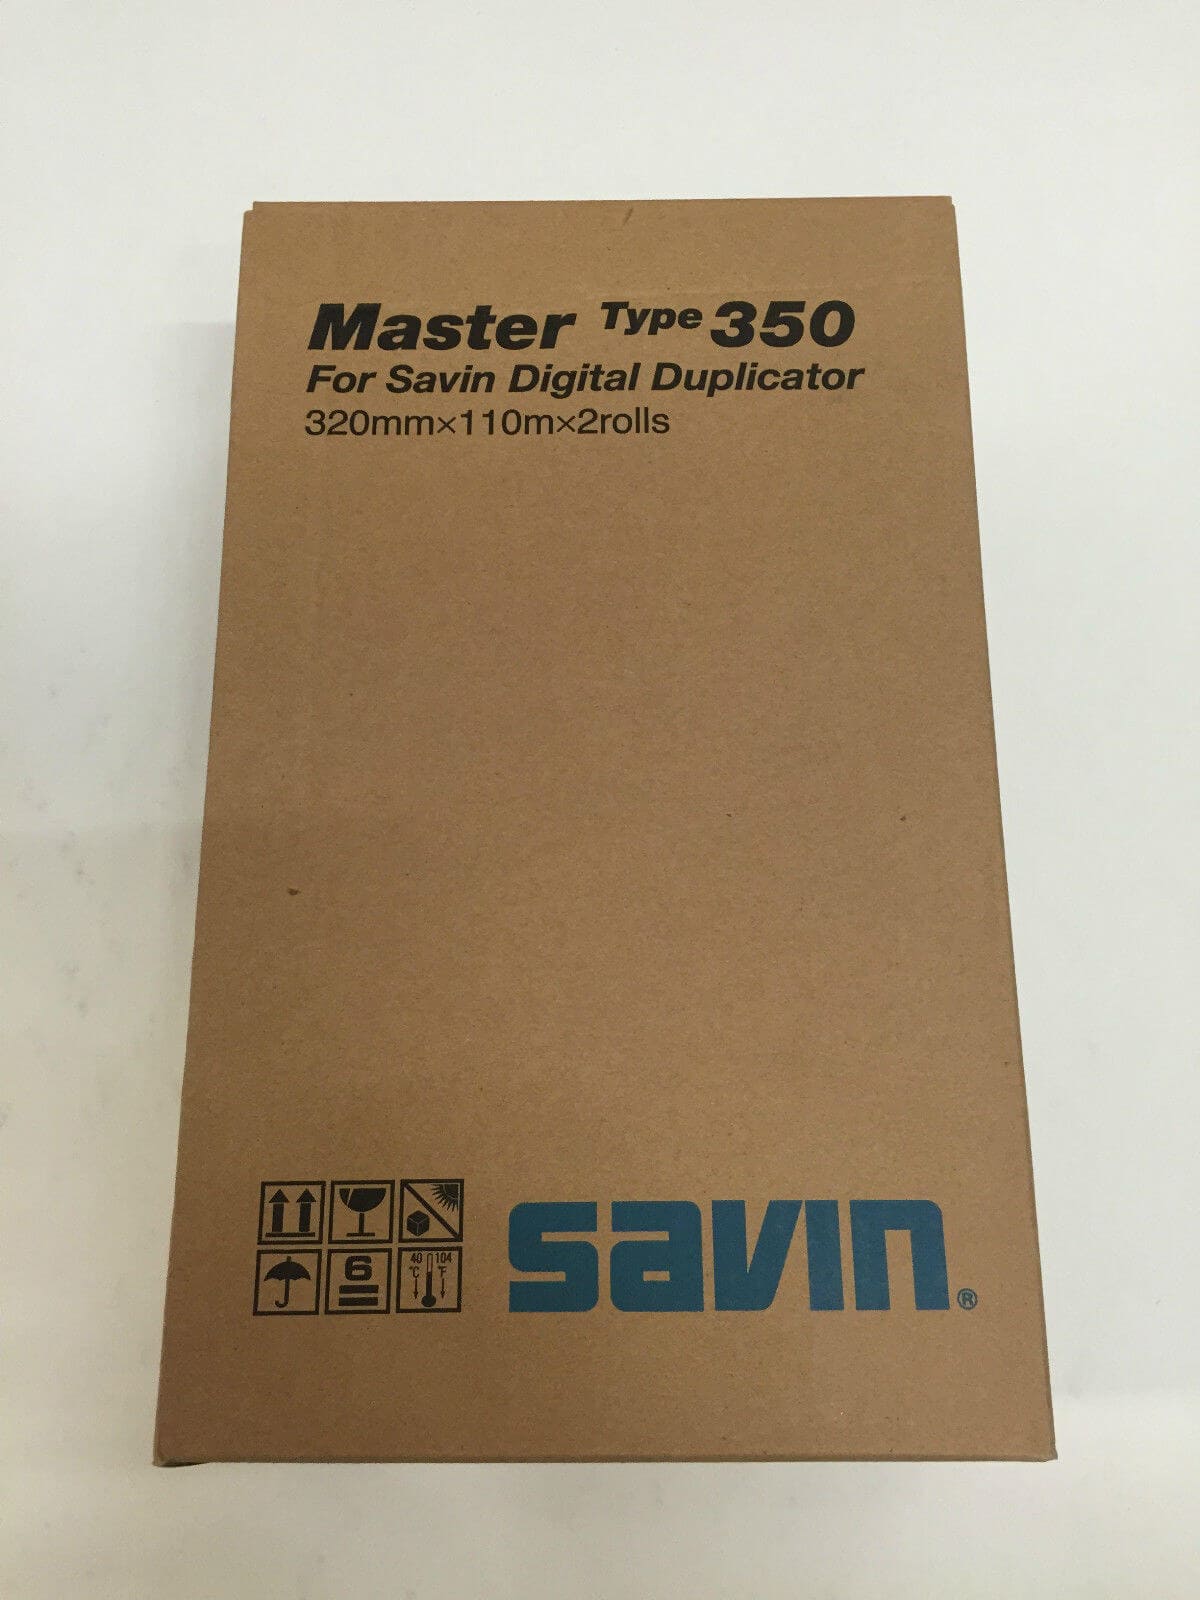 Master Type 350
For Savin Digital Duplicator
320mm×110m×2rolls
6
40 104
°C °F
savin®